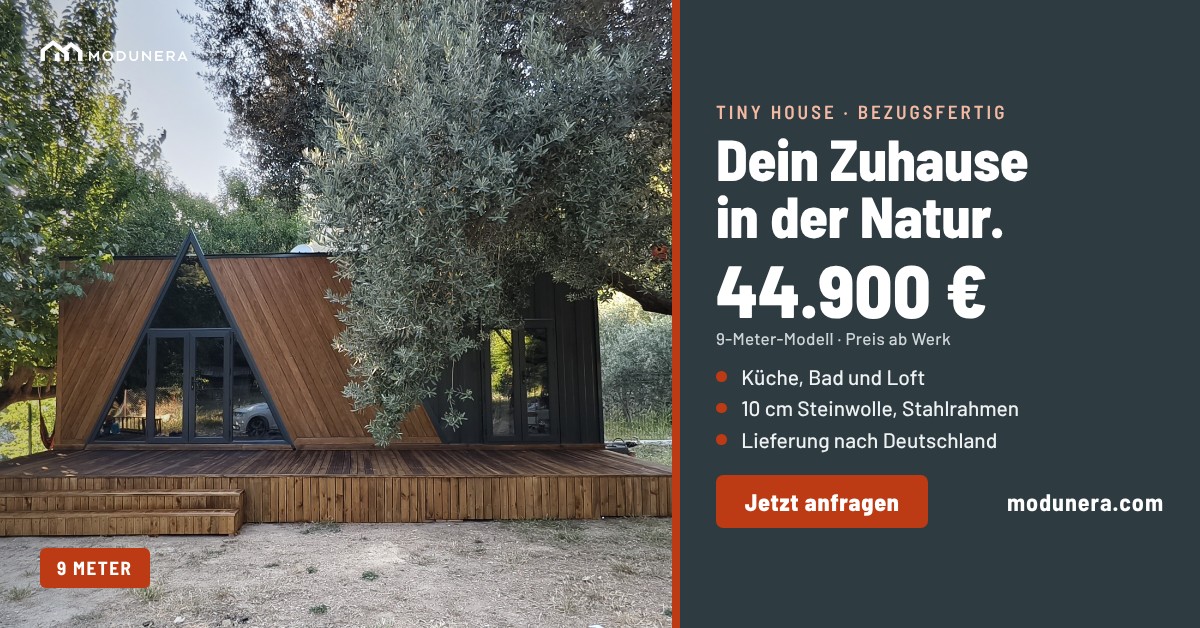 MODUNERA
TINY HOUSE · BEZUGSFERTIG
Dein Zuhause
in der Natur.
44.900 €
9-Meter-Modell · Preis ab Werk
Küche, Bad und Loft
10 cm Steinwolle, Stahlrahmen
Lieferung nach Deutschland
Jetzt anfragen
modunera.com
9 METER